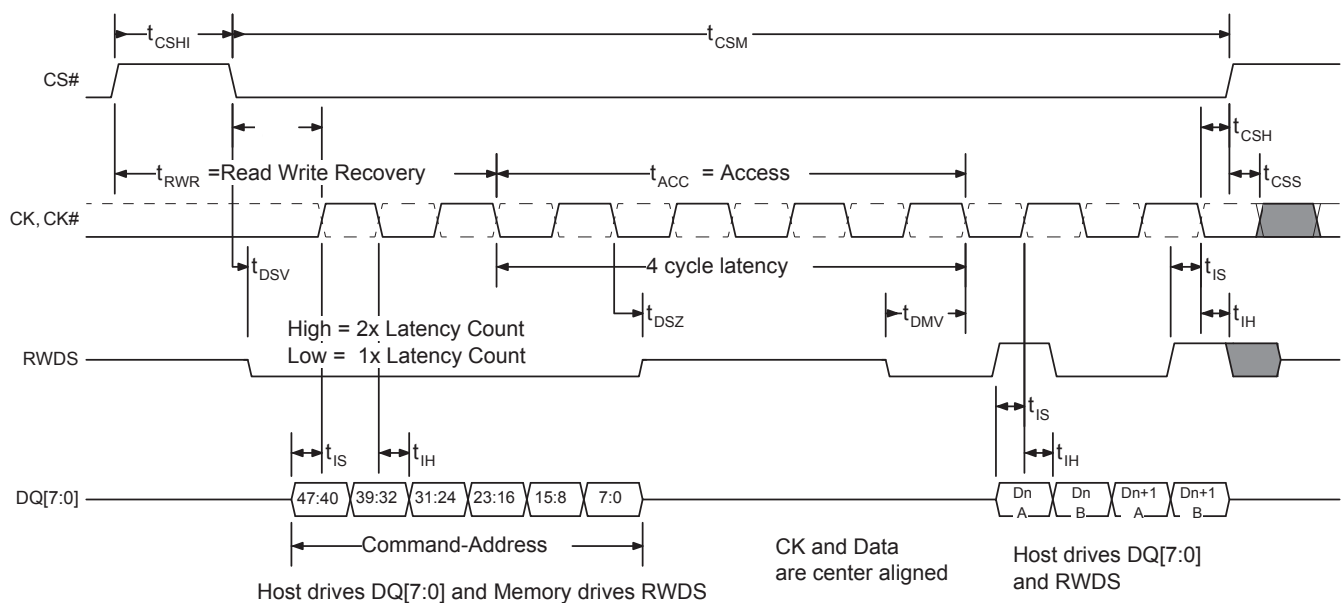 tCSHI
tCSM
CS#
tCSH
tRWR =Read Write Recovery
tACC = Access
tCSS
CK, CK#
tDSV
4 cycle latency
tIS
High = 2x Latency Count
Low = 1x Latency Count
tDSZ
tDMV
tIH
RWDS
tIS
tIS
tIH
tIH
DQ[7:0]
47:40 39:32 31:24 23:16 15:8 7:0
Dn A Dn B Dn+1 A Dn+1 B
Command-Address
CK and Data
are center aligned
Host drives DQ[7:0]
and RWDS
Host drives DQ[7:0] and Memory drives RWDS